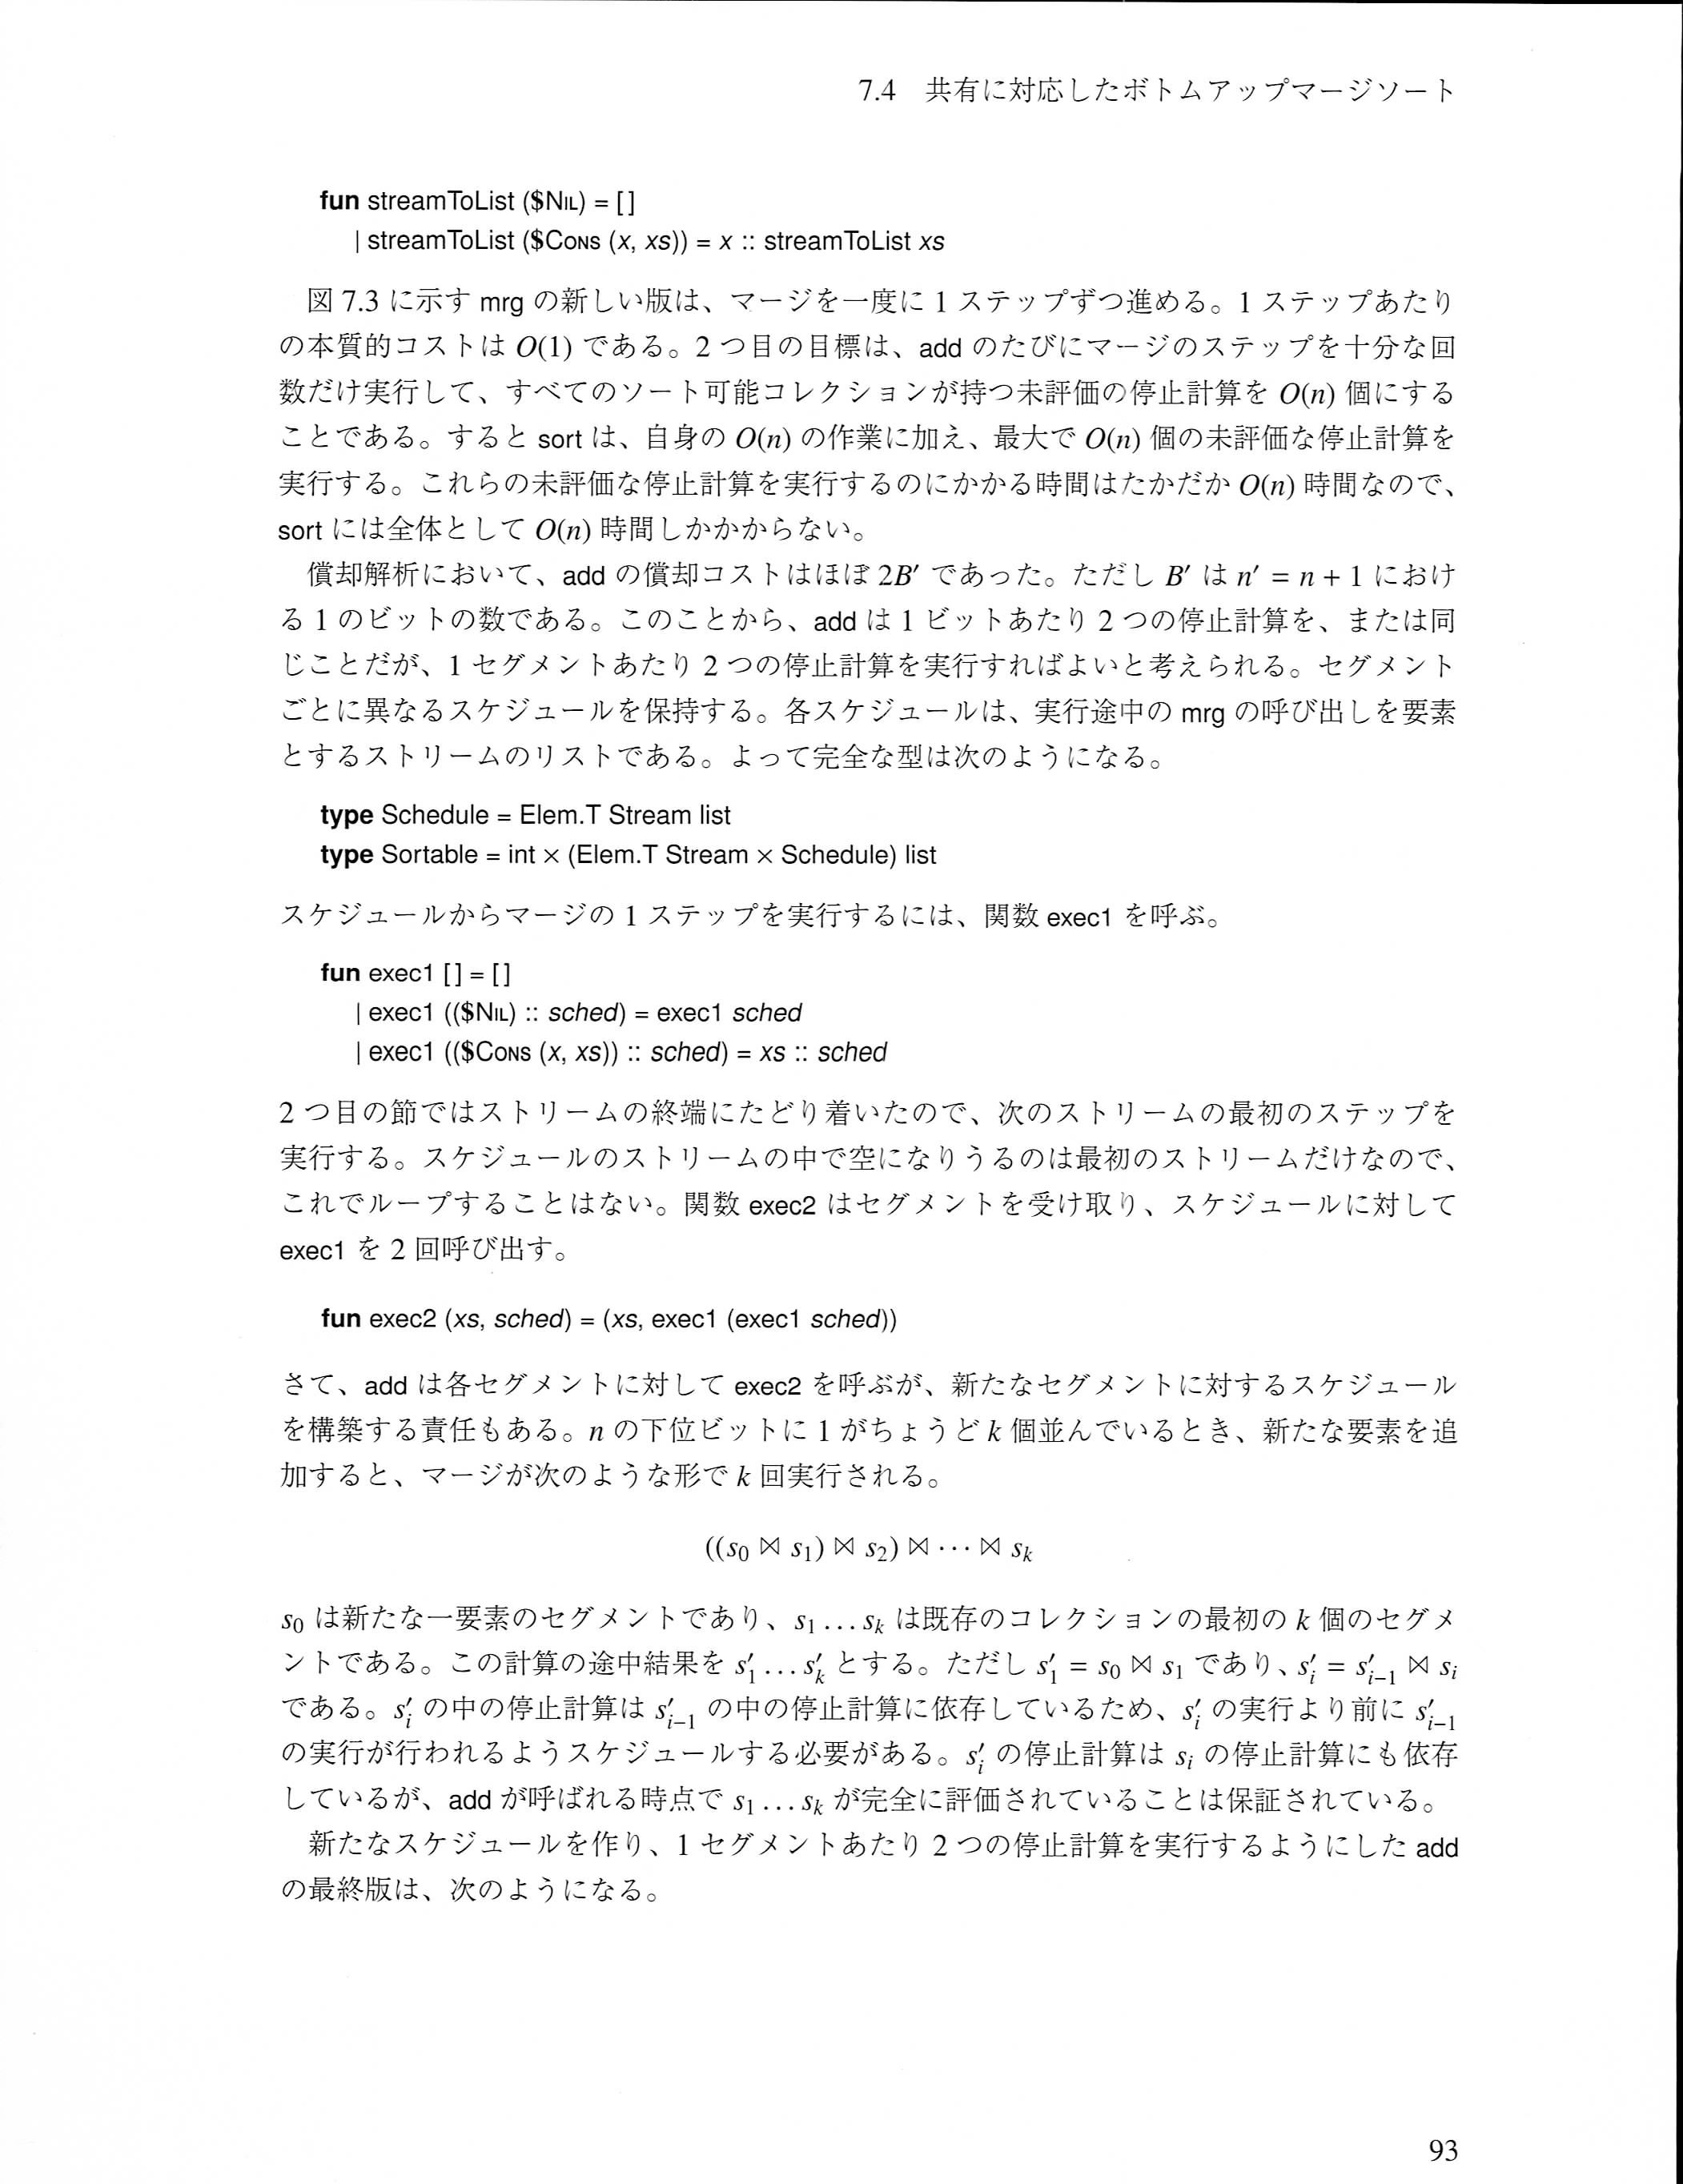 7.4 共有に対応したボトムアップマージソート
fun streamToList ($NIL) = [ ]
| streamToList ($CONS (x, xs)) = x :: streamToList xs
図 7.3 に示す mrg の新しい版は、マージを一度に 1 ステップずつ進める。1 ステップあたり
の本質的コストは O(1) である。2 つ目の目標は、add のたびにマージのステップを十分な回
数だけ実行して、すべてのソート可能コレクションが持つ未評価の停止計算を O(n) 個にする
ことである。すると sort は、自身の O(n) の作業に加え、最大で O(n) 個の未評価な停止計算を
実行する。これらの未評価な停止計算を実行するのにかかる時間はたかだか O(n) 時間なので、
sort には全体として O(n) 時間しかかからない。
償却解析において、add の償却コストはほぼ 2B′ であった。ただし B′ は n′ = n + 1 におけ
る 1 のビットの数である。このことから、add は 1 ビットあたり 2 つの停止計算を、または同
じことだが、1 セグメントあたり 2 つの停止計算を実行すればよいと考えられる。セグメント
ごとに異なるスケジュールを保持する。各スケジュールは、実行途中の mrg の呼び出しを要素
とするストリームのリストである。よって完全な型は次のようになる。
type Schedule = Elem.T Stream list
type Sortable = int × (Elem.T Stream × Schedule) list
スケジュールからマージの 1 ステップを実行するには、関数 exec1 を呼ぶ。
fun exec1 [ ] = [ ]
| exec1 (($NIL) :: sched) = exec1 sched
| exec1 (($CONS (x, xs)) :: sched) = xs :: sched
2 つ目の節ではストリームの終端にたどり着いたので、次のストリームの最初のステップを
実行する。スケジュールのストリームの中で空になりうるのは最初のストリームだけなので、
これでループすることはない。関数 exec2 はセグメントを受け取り、スケジュールに対して
exec1 を 2 回呼び出す。
fun exec2 (xs, sched) = (xs, exec1 (exec1 sched))
さて、add は各セグメントに対して exec2 を呼ぶが、新たなセグメントに対するスケジュール
を構築する責任もある。n の下位ビットに 1 がちょうど k 個並んでいるとき、新たな要素を追
加すると、マージが次のような形で k 回実行される。
((s₀ ⋈ s₁) ⋈ s₂) ⋈ ⋯ ⋈ sₖ
s₀ は新たな一要素のセグメントであり、s₁ … sₖ は既存のコレクションの最初の k 個のセグメ
ントである。この計算の途中結果を s′₁ … s′ₖ とする。ただし s′₁ = s₀ ⋈ s₁ であり、s′ᵢ = s′ᵢ₋₁ ⋈ sᵢ
である。s′ᵢ の中の停止計算は s′ᵢ₋₁ の中の停止計算に依存しているため、s′ᵢ の実行より前に s′ᵢ₋₁
の実行が行われるようスケジュールする必要がある。s′ᵢ の停止計算は sᵢ の停止計算にも依存
しているが、add が呼ばれる時点で s₁ … sₖ が完全に評価されていることは保証されている。
新たなスケジュールを作り、1 セグメントあたり 2 つの停止計算を実行するようにした add
の最終版は、次のようになる。
93